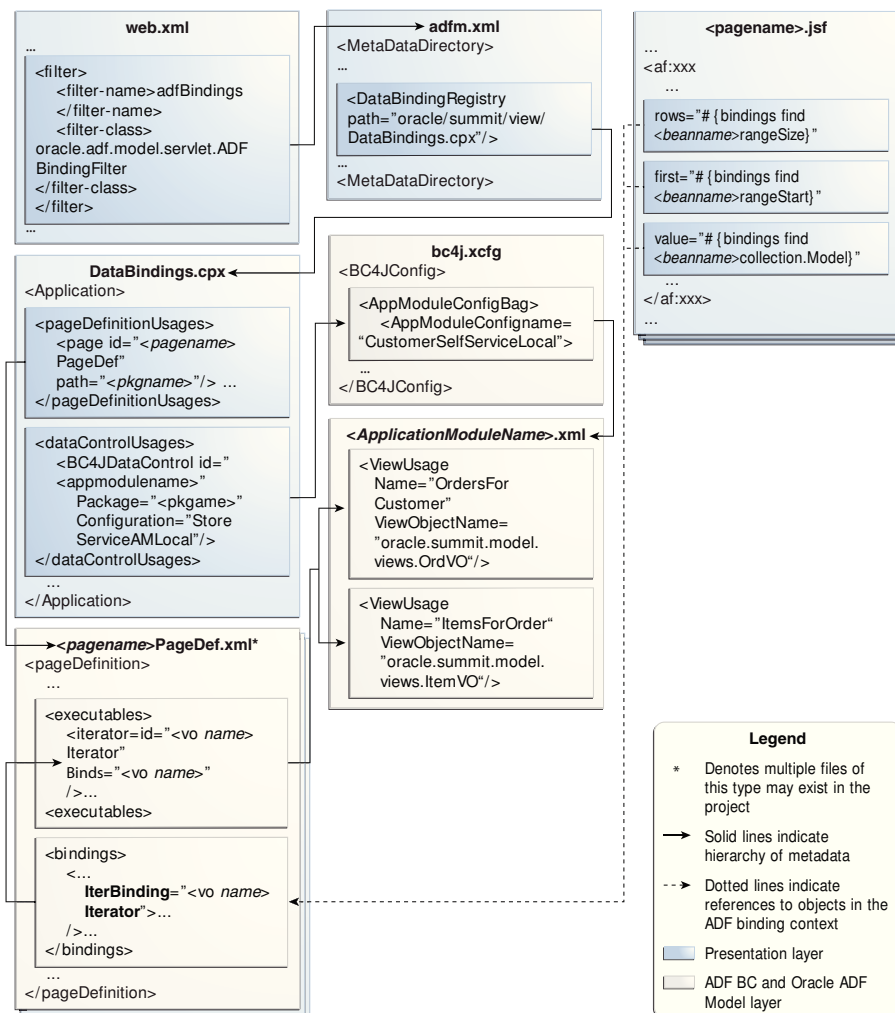 web.xml
...
<filter>
<filter-name>adfBindings
</filter-name>
<filter-class>
oracle.adf.model.servlet.ADF
BindingFilter
</filter-class>
</filter>
...
adfm.xml
<MetaDataDirectory>
...
<DataBindingRegistry
path="oracle/summit/view/
DataBindings.cpx"/>
...
<MetaDataDirectory>
<pagename>.jsf
...
<af:xxx
...
rows="# {bindings find
<beanname>rangeSize}"
first="# {bindings find
<beanname>rangeStart}"
value="# {bindings find
<beanname>collection.Model}"
...
</af:xxx>
...
DataBindings.cpx
<Application>
<pageDefinitionUsages>
<page id="<pagename>
PageDef"
path="<pkgname>"/> ...
</pageDefinitionUsages>
<dataControlUsages>
<BC4JDataControl id="
<appmodulename>"
Package="<pkgame>"
Configuration="Store
ServiceAMLocal"/>
</dataControlUsages>
...
</Application>
bc4j.xcfg
<BC4JConfig>
<AppModuleConfigBag>
<AppModuleConfigname=
“CustomerSelfServiceLocal”>
...
</BC4JConfig>
<ApplicationModuleName>.xml
<ViewUsage
Name="OrdersFor
Customer"
ViewObjectName=
"oracle.summit.model.
views.OrdVO“/>
<ViewUsage
Name="ItemsForOrder“
ViewObjectName=
"oracle.summit.model.
views.ItemVO“/>
<pagename>PageDef.xml*
<pageDefinition>
...
<executables>
<iterator=id="<vo name>
Iterator”
Binds="<vo name>"
/>...
<executables>
<bindings>
<...
IterBinding="<vo name>
Iterator">...
/>...
</bindings>
...
</pageDefinition>
Legend
* Denotes multiple files of
this type may exist in the
project
Solid lines indicate
hierarchy of metadata
Dotted lines indicate
references to objects in the
ADF binding context
Presentation layer
ADF BC and Oracle ADF
Model layer